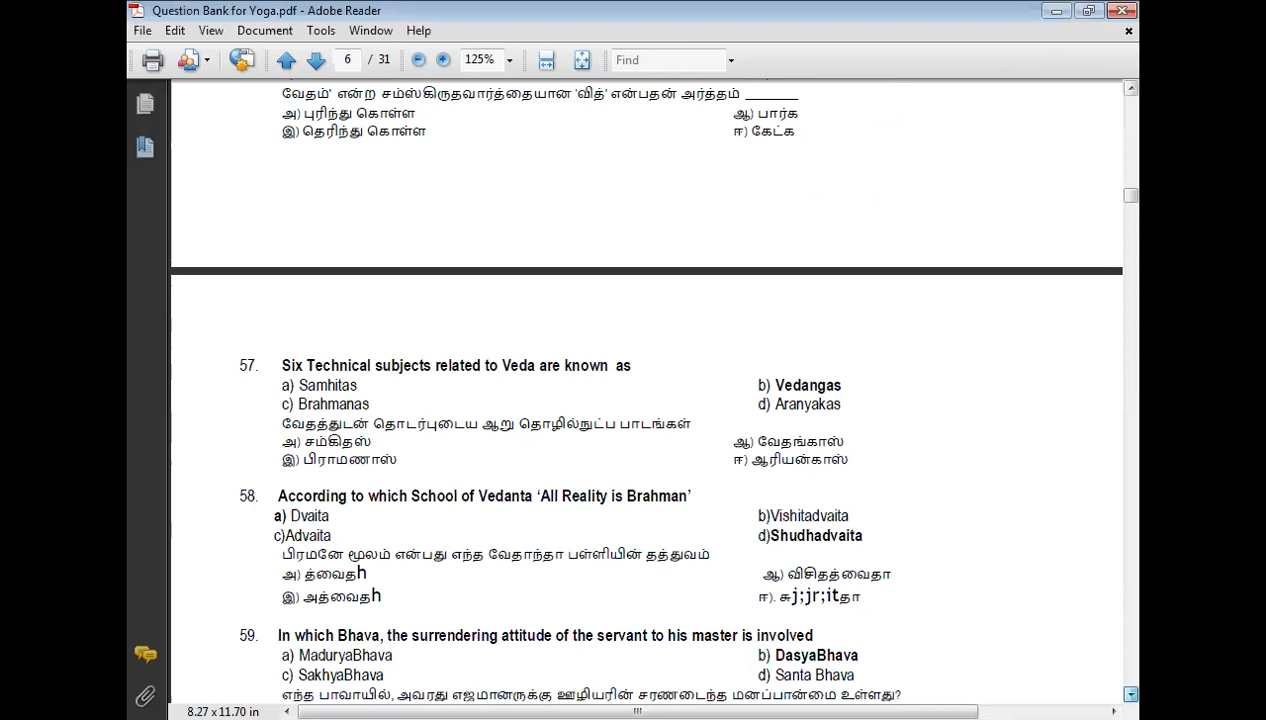 Question Bank for Yoga.pdf - Adobe Reader
File Edit View Document Tools Window Help
6 / 31 125% Find
வேதம்' என்ற சம்ஸ்கிருதவார்த்தையான 'வித்' என்பதன் அர்த்தம் ________
அ) புரிந்து கொள்ள ஆ) பார்க
இ) தெரிந்து கொள்ள ஈ) கேட்க
57. Six Technical subjects related to Veda are known as
a) Samhitas b) Vedangas
c) Brahmanas d) Aranyakas
வேதத்துடன் தொடர்புடைய ஆறு தொழில்நுட்ப பாடங்கள்
அ) சம்கிதஸ் ஆ) வேதங்காஸ்
இ) பிராமணாஸ் ஈ) ஆரியன்காஸ்
58. According to which School of Vedanta ‘All Reality is Brahman’
a) Dvaita b)Vishitadvaita
c)Advaita d)Shudhadvaita
பிரமனே மூலம் என்பது எந்த வேதாந்தா பள்ளியின் தத்துவம்
அ) த்வைதh ஆ) விசிதத்வைதா
இ) அத்வைதh ஈ). சுj;jr;itதா
59. In which Bhava, the surrendering attitude of the servant to his master is involved
a) MaduryaBhava b) DasyaBhava
c) SakhyaBhava d) Santa Bhava
எந்த பாவாயில், அவரது எஜமானருக்கு ஊழியரின் சரணடைந்த மனப்பான்மை உள்ளது?
8.27 x 11.70 in